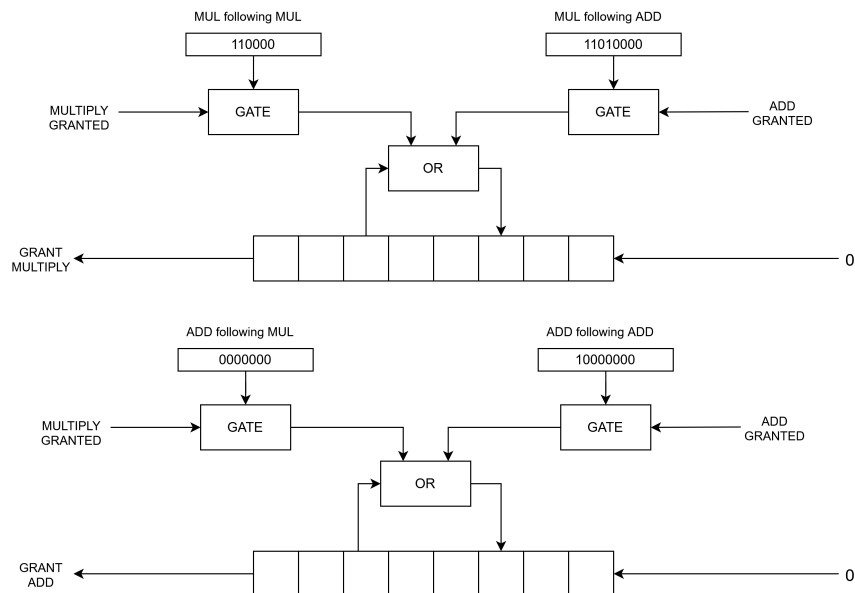 MUL following MUL
MUL following ADD
110000
11010000
MULTIPLY
GRANTED
GATE
GATE
ADD
GRANTED
OR
GRANT
MULTIPLY
0
ADD following MUL
ADD following ADD
0000000
10000000
MULTIPLY
GRANTED
GATE
GATE
ADD
GRANTED
OR
GRANT
ADD
0